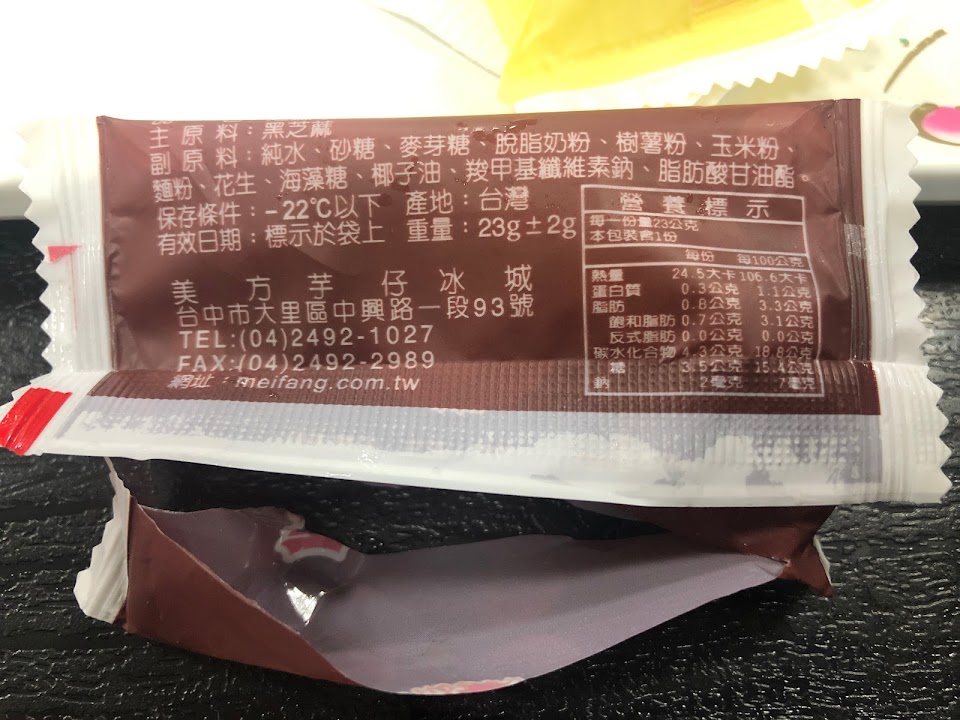 主原料：黑芝麻
副原料：純水、砂糖、麥芽糖、脫脂奶粉、樹薯粉、玉米粉、
麵粉、花生、海藻糖、椰子油、羧甲基纖維素鈉、脂肪酸甘油酯。
保存條件：-22℃以下 產地：台灣
有效日期：標示於袋上 重量：23g±2g
美方芋仔冰城
台中市大里區中興路一段93號
TEL:(04)2492-1027
FAX:(04)2492-2989
網址：meifang.com.tw
營養標示
每一份量23公克
本包裝含1份
每份 每100公克
熱量 24.5大卡 106.6大卡
蛋白質 0.3公克 1.1公克
脂肪 0.8公克 3.3公克
飽和脂肪 0.7公克 3.1公克
反式脂肪 0.0公克 0.0公克
碳水化合物 4.3公克 18.8公克
糖 3.5公克 15.4公克
鈉 2毫克 7毫克